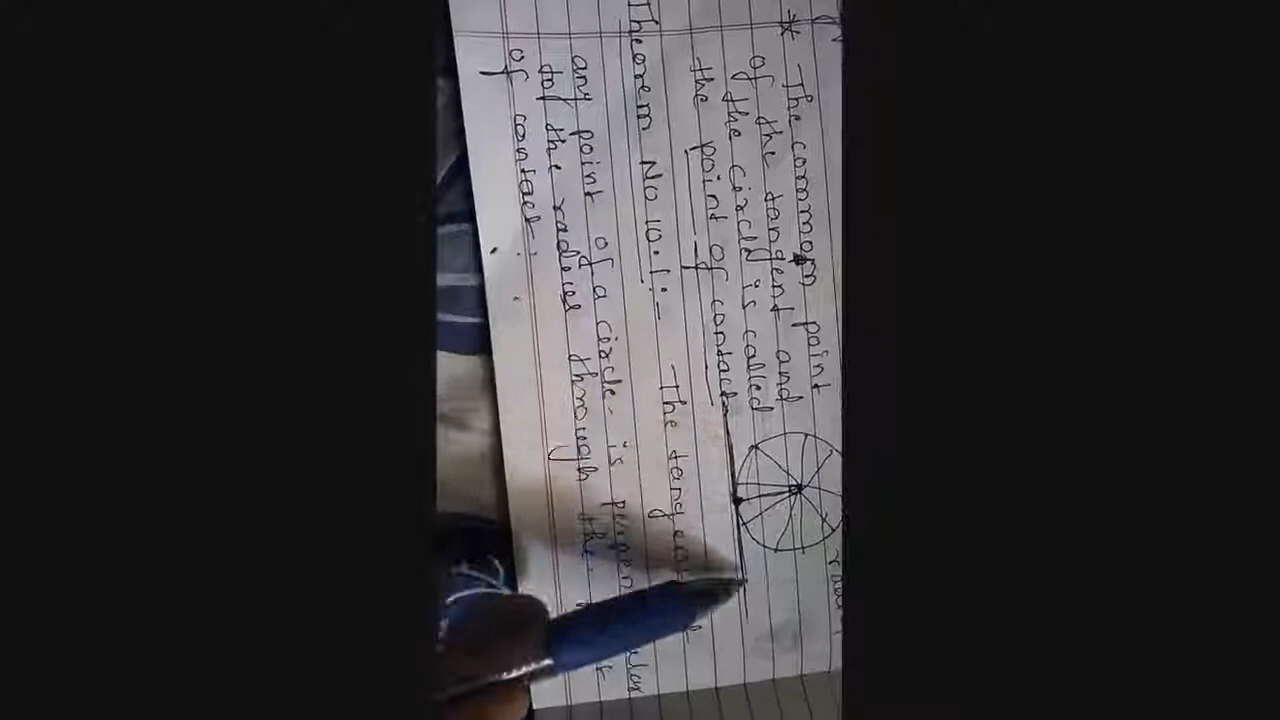 * The common point
of the tangent and
of the circle is called
the point of contact
Theorem No 10.1:- The tangent
any point of a circle is
to the radius through the
of contact.